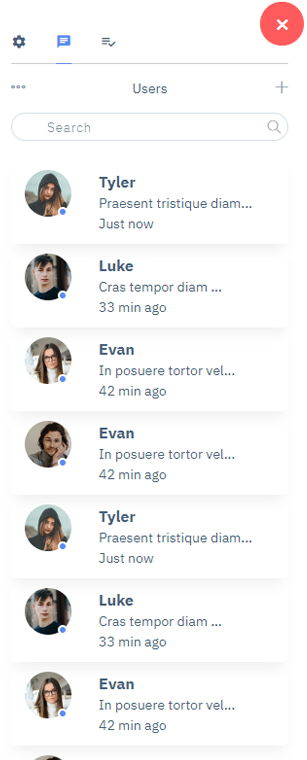 Users
Search
Tyler
Praesent tristique diam...
Just now
Luke
Cras tempor diam ...
33 min ago
Evan
In posuere tortor vel...
42 min ago
Evan
In posuere tortor vel...
42 min ago
Tyler
Praesent tristique diam...
Just now
Luke
Cras tempor diam ...
33 min ago
Evan
In posuere tortor vel...
42 min ago